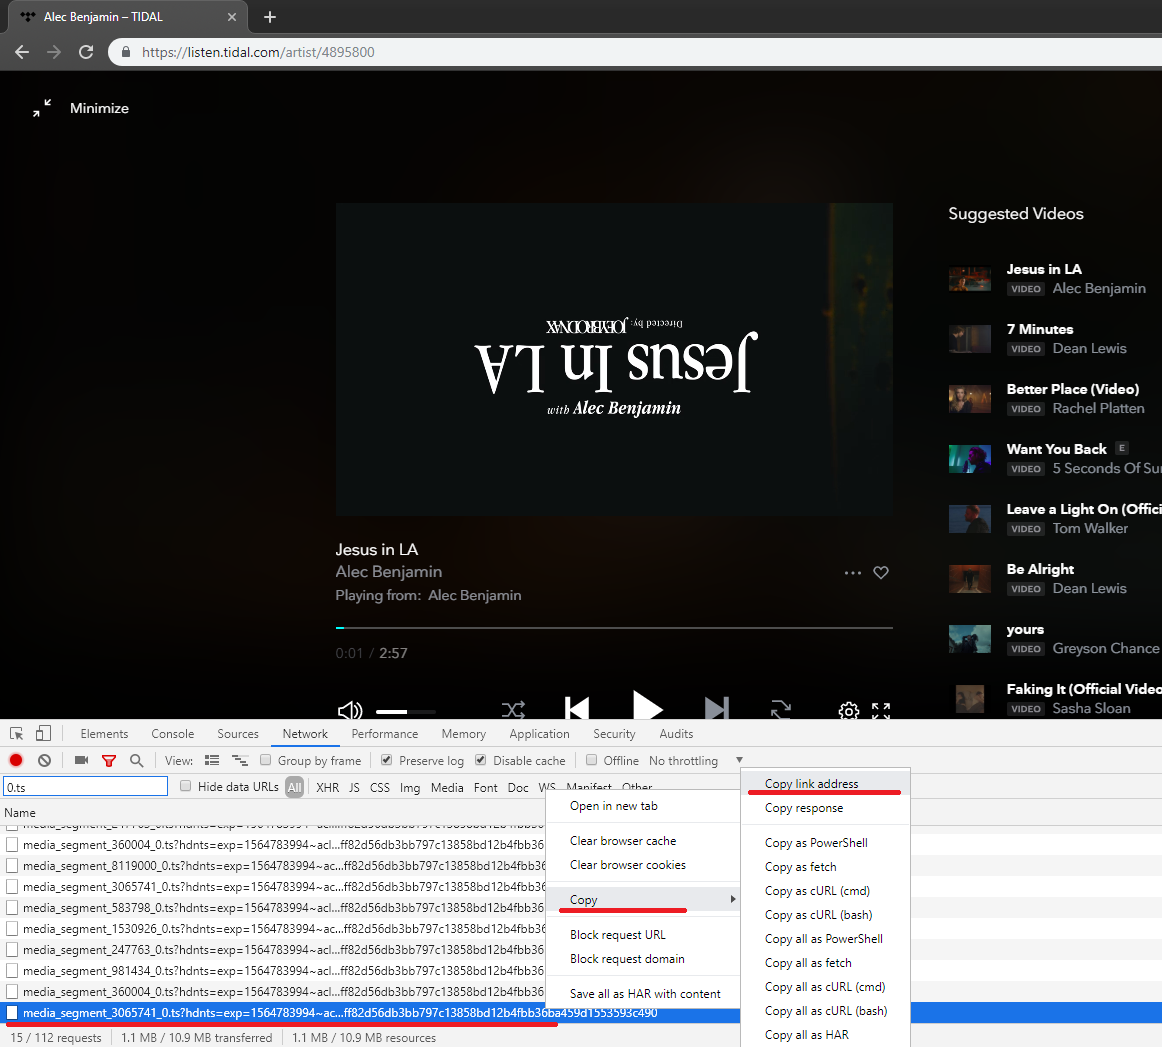 Alec Benjamin – TIDAL
https://listen.tidal.com/artist/4895800
Minimize
Directed by: JOE BRODNAX
Jesus In LA
with Alec Benjamin
Jesus in LA
Alec Benjamin
Playing from: Alec Benjamin
0:01 / 2:57
Suggested Videos
Jesus in LA
VIDEO Alec Benjamin
7 Minutes
VIDEO Dean Lewis
Better Place (Video)
VIDEO Rachel Platten
Want You Back E
VIDEO 5 Seconds Of Su
Leave a Light On (Offici
VIDEO Tom Walker
Be Alright
VIDEO Dean Lewis
yours
VIDEO Greyson Chance
Faking It (Official Video
VIDEO Sasha Sloan
Elements Console Sources Network Performance Memory Application Security Audits
View: Group by frame Preserve log Disable cache Offline No throttling
0.ts Hide data URLs All XHR JS CSS Img Media Font Doc WS Manifest Other
Name
media_segment_360004_0.ts?hdnts=exp=1564783994~acl...ff82d56db3bb797c13858bd12b4fbb36
media_segment_8119000_0.ts?hdnts=exp=1564783994~ac...ff82d56db3bb797c13858bd12b4fbb36
media_segment_3065741_0.ts?hdnts=exp=1564783994~ac...ff82d56db3bb797c13858bd12b4fbb36
media_segment_583798_0.ts?hdnts=exp=1564783994~acl...ff82d56db3bb797c13858bd12b4fbb36
media_segment_1530926_0.ts?hdnts=exp=1564783994~ac...ff82d56db3bb797c13858bd12b4fbb36
media_segment_247763_0.ts?hdnts=exp=1564783994~acl...ff82d56db3bb797c13858bd12b4fbb36
media_segment_981434_0.ts?hdnts=exp=1564783994~acl...ff82d56db3bb797c13858bd12b4fbb36
media_segment_360004_0.ts?hdnts=exp=1564783994~acl...ff82d56db3bb797c13858bd12b4fbb36
media_segment_3065741_0.ts?hdnts=exp=1564783994~ac...ff82d56db3bb797c13858bd12b4fbb36ba459d1553593c490
15 / 112 requests 1.1 MB / 10.9 MB transferred 1.1 MB / 10.9 MB resources
Open in new tab
Clear browser cache
Clear browser cookies
Copy
Block request URL
Block request domain
Save all as HAR with content
Copy link address
Copy response
Copy as PowerShell
Copy as fetch
Copy as cURL (cmd)
Copy as cURL (bash)
Copy all as PowerShell
Copy all as fetch
Copy all as cURL (cmd)
Copy all as cURL (bash)
Copy all as HAR